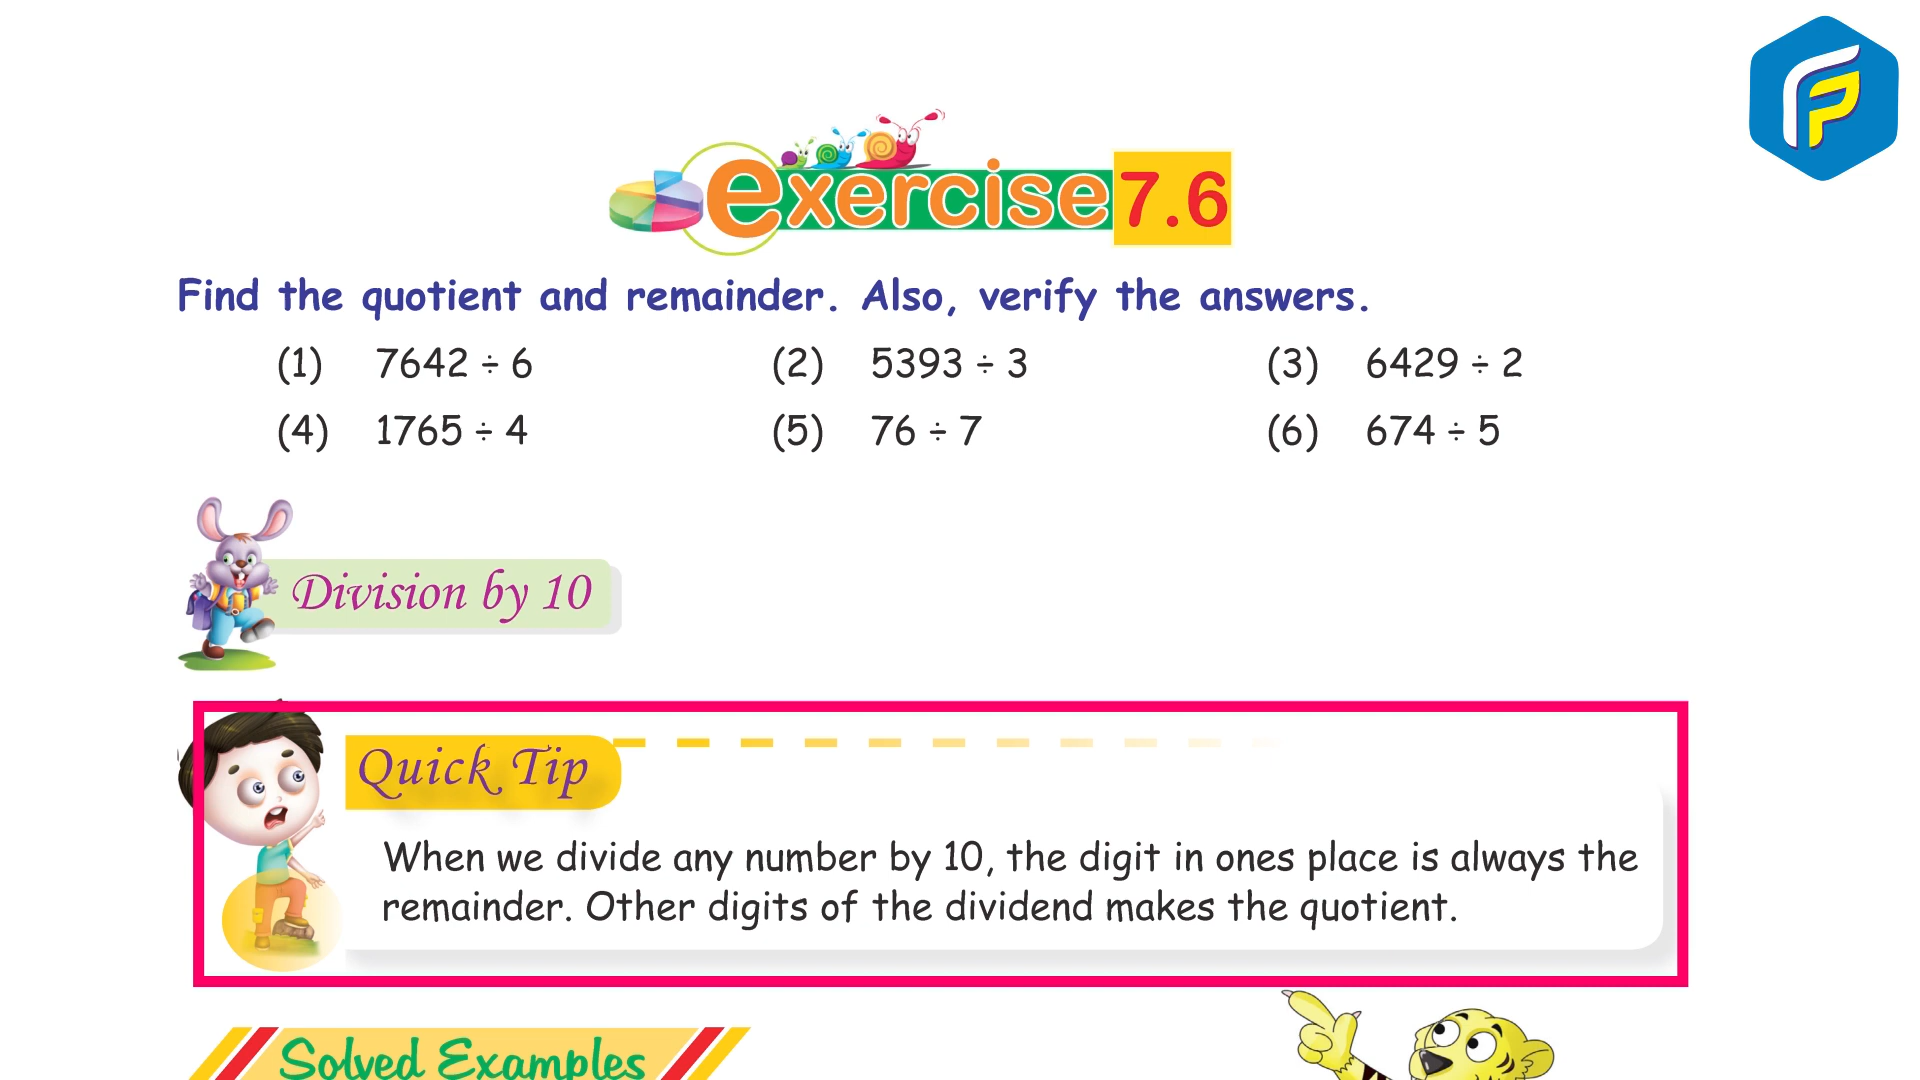 exercise 7.6
Find the quotient and remainder. Also, verify the answers.
(1) 7642 ÷ 6 (2) 5393 ÷ 3 (3) 6429 ÷ 2
(4) 1765 ÷ 4 (5) 76 ÷ 7 (6) 674 ÷ 5
Division by 10
Quick Tip
When we divide any number by 10, the digit in ones place is always the
remainder. Other digits of the dividend makes the quotient.
Solved Examples